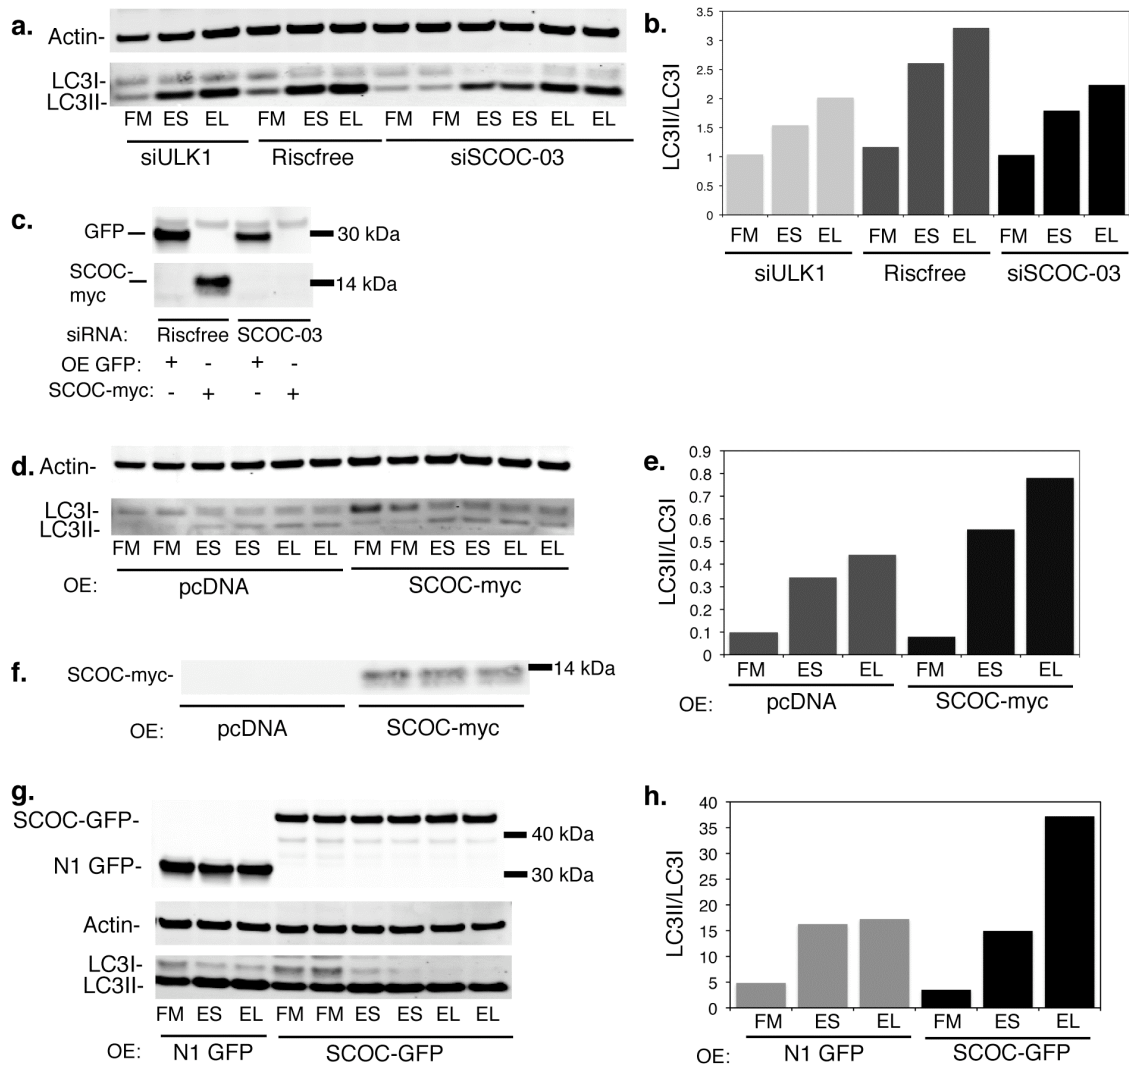 a.
Actin-
LC3I-
LC3II-
FM ES EL FM ES EL FM FM ES ES EL EL
siULK1 Riscfree siSCOC-03
b.
LC3II/LC3I
3.5
3
2.5
2
1.5
1
0.5
0
FM ES EL FM ES EL FM ES EL
siULK1 Riscfree siSCOC-03
c.
GFP
30 kDa
SCOC-
myc
14 kDa
siRNA: Riscfree SCOC-03
OE GFP: + - + -
SCOC-myc: - + - +
d.
Actin-
LC3I-
LC3II-
FM FM ES ES EL EL FM FM ES ES EL EL
OE: pcDNA SCOC-myc
e.
LC3II/LC3I
0.9
0.8
0.7
0.6
0.5
0.4
0.3
0.2
0.1
0
FM ES EL FM ES EL
OE: pcDNA SCOC-myc
f.
SCOC-myc-
14 kDa
OE: pcDNA SCOC-myc
g.
SCOC-GFP-
40 kDa
N1 GFP-
30 kDa
Actin-
LC3I-
LC3II-
FM ES EL FM FM ES ES EL EL
OE: N1 GFP SCOC-GFP
h.
LC3II/LC3I
40
35
30
25
20
15
10
5
0
FM ES EL FM ES EL
OE: N1 GFP SCOC-GFP